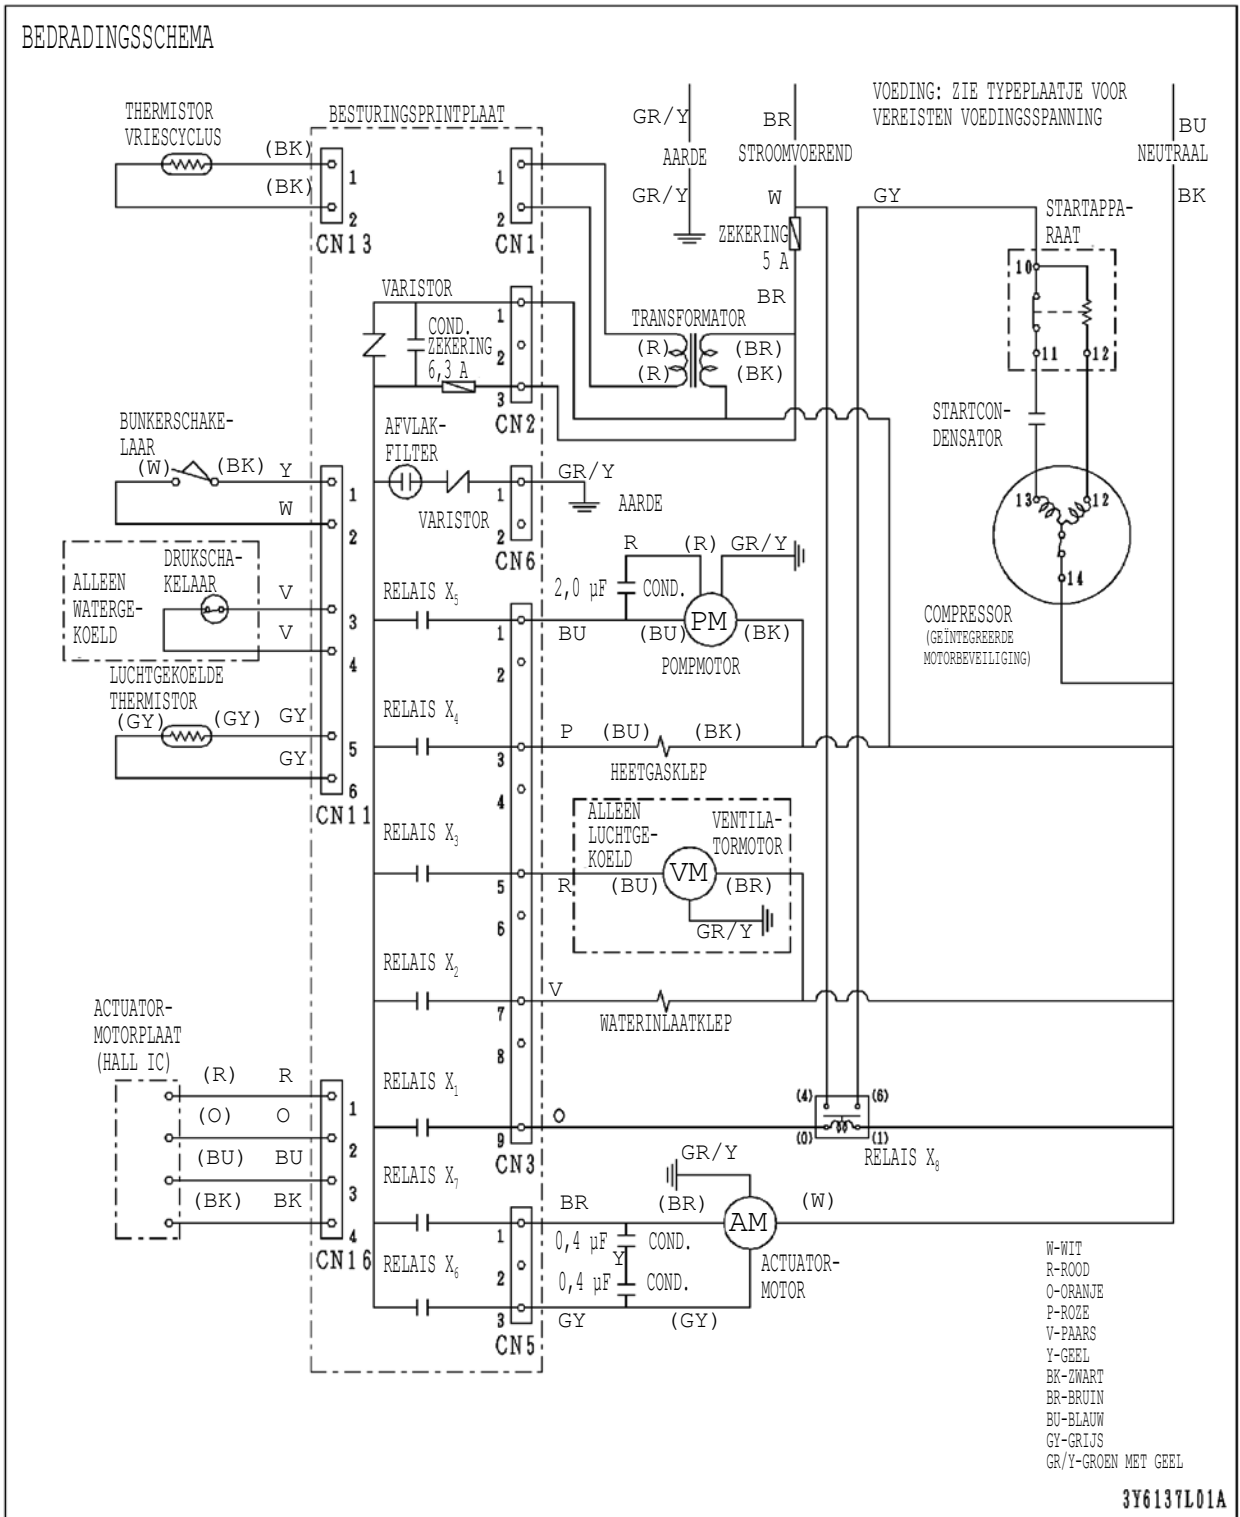 BEDRADINGSSCHEMA
THERMISTOR
VRIESCYCLUS
(BK)
(BK)
1
2
CN13
BESTURINGSPRINTPLAAT
1
2
CN1
GR/Y
AARDE
GR/Y
BR
STROOMVOEREND
W
ZEKERING
5 A
BR
VOEDING: ZIE TYPEPLAATJE VOOR
VEREISTEN VOEDINGSSPANNING
BU
NEUTRAAL
BK
GY
STARTAPPA-
RAAT
10
11
12
STARTCON-
DENSATOR
13
12
14
COMPRESSOR
(GEÏNTEGREERDE
MOTORBEVEILIGING)
VARISTOR
COND.
ZEKERING
6,3 A
1
2
3
CN2
TRANSFORMATOR
(R)
(BR)
(R)
(BK)
BUNKERSCHAKE-
LAAR
(W)
(BK)
Y
W
1
2
AFVLAK-
FILTER
VARISTOR
1
2
CN6
GR/Y
AARDE
ALLEEN
WATERGE-
KOELD
DRUKSCHA-
KELAAR
V
V
3
4
LUCHTGEKOELDE
THERMISTOR
(GY)
(GY)
GY
GY
5
6
CN11
RELAIS X5
R
(R)
GR/Y
2,0 µF
COND.
1
BU
(BU)
PM
(BK)
POMPMOTOR
2
RELAIS X4
3
P
(BU)
(BK)
HEETGASKLEP
4
RELAIS X3
ALLEEN
LUCHTGE-
KOELD
VENTILA-
TORMOTOR
5
R
(BU)
VM
(BR)
GR/Y
6
RELAIS X2
7
V
WATERINLAATKLEP
8
RELAIS X1
9
CN3
O
(4)
(6)
(0)
(1)
RELAIS X8
ACTUATOR-
MOTORPLAAT
(HALL IC)
(R)
R
(O)
O
(BU)
BU
(BK)
BK
1
2
3
4
CN16
RELAIS X7
GR/Y
BR
(BR)
AM
(W)
1
0,4 µF
COND.
Y
RELAIS X6
2
0,4 µF
COND.
ACTUATOR-
MOTOR
3
CN5
GY
(GY)
W-WIT
R-ROOD
O-ORANJE
P-ROZE
V-PAARS
Y-GEEL
BK-ZWART
BR-BRUIN
BU-BLAUW
GY-GRIJS
GR/Y-GROEN MET GEEL
3Y6137L01A